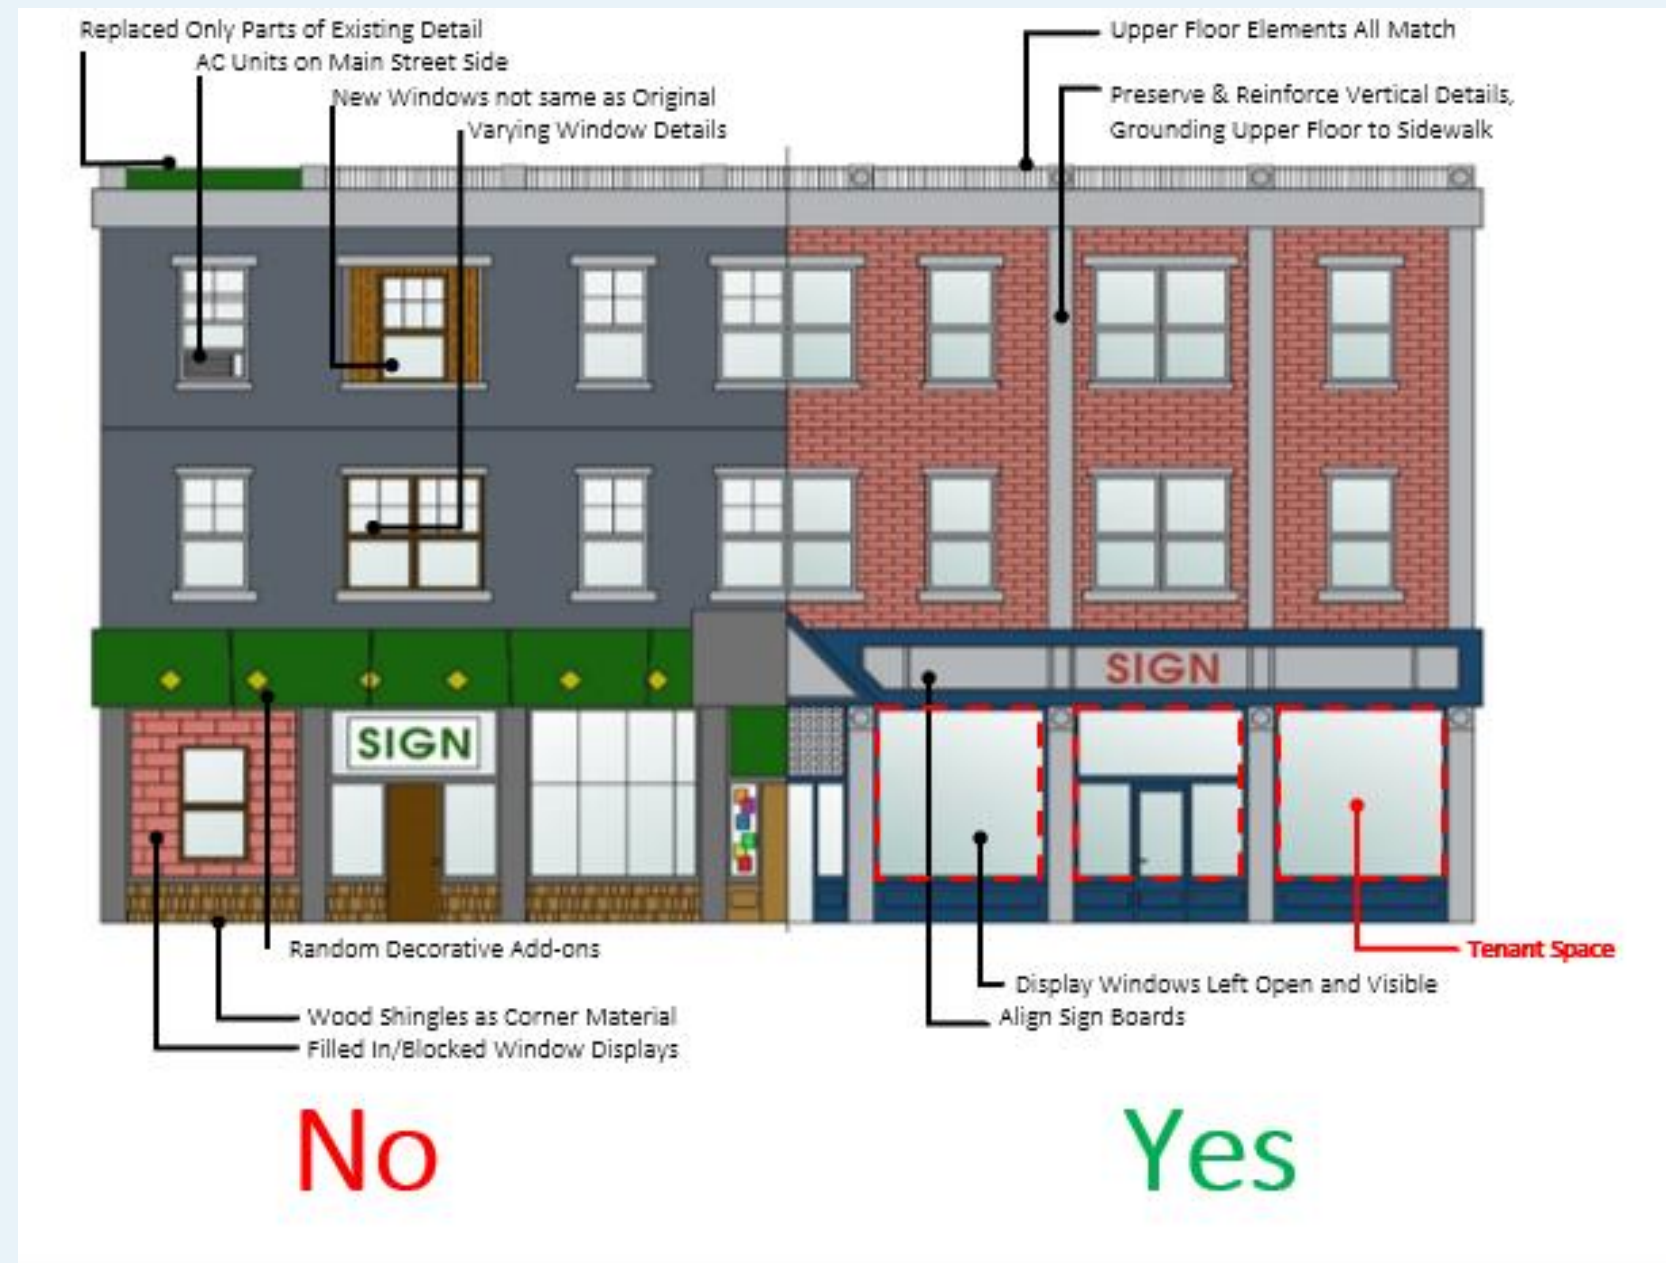 Replaced Only Parts of Existing Detail
AC Units on Main Street Side
New Windows not same as Original
Varying Window Details
Upper Floor Elements All Match
Preserve & Reinforce Vertical Details,
Grounding Upper Floor to Sidewalk
SIGN
SIGN
Random Decorative Add-ons
Wood Shingles as Corner Material
Filled In/Blocked Window Displays
Tenant Space
Display Windows Left Open and Visible
Align Sign Boards
No
Yes